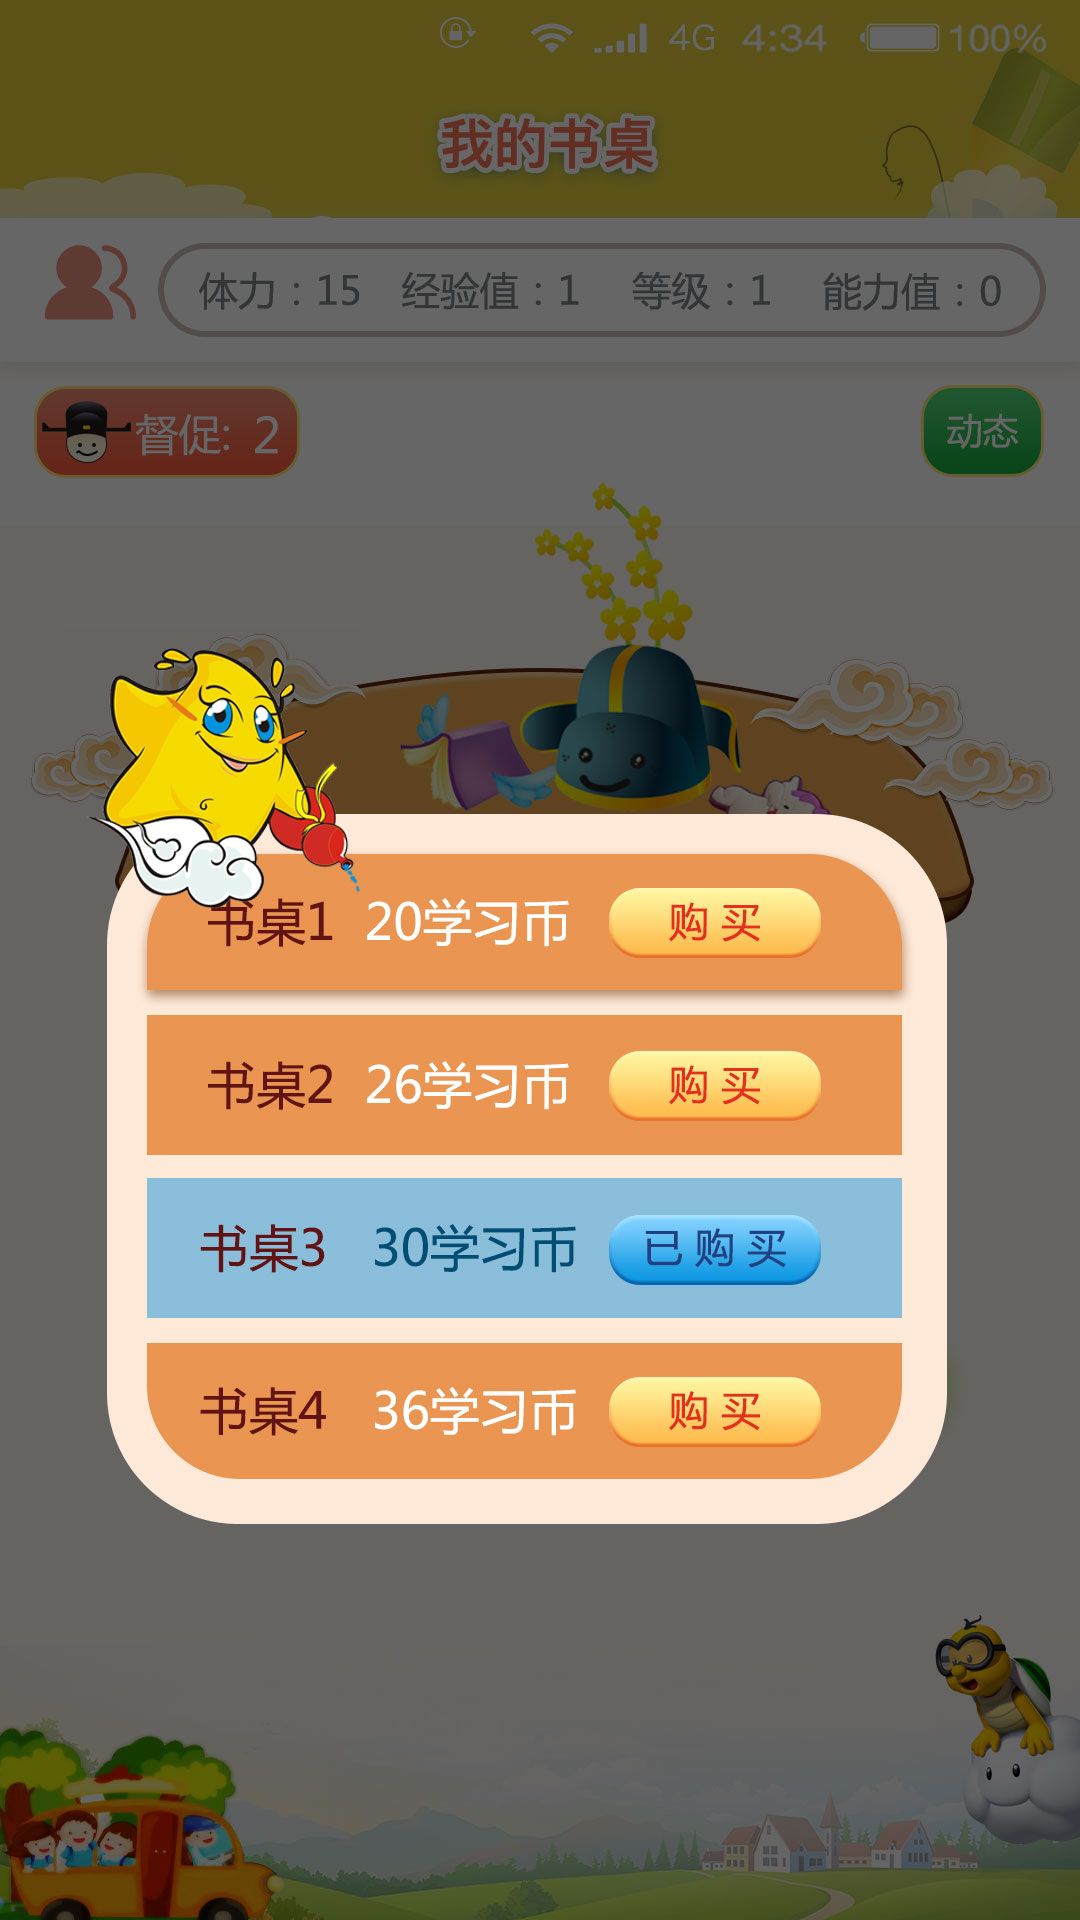 4G 4:34 100%
我的书桌
体力：15 经验值：1 等级：1 能力值：0
督促: 2 动态
书桌1 20学习币 购买
书桌2 26学习币 购买
书桌3 30学习币 已购买
书桌4 36学习币 购买